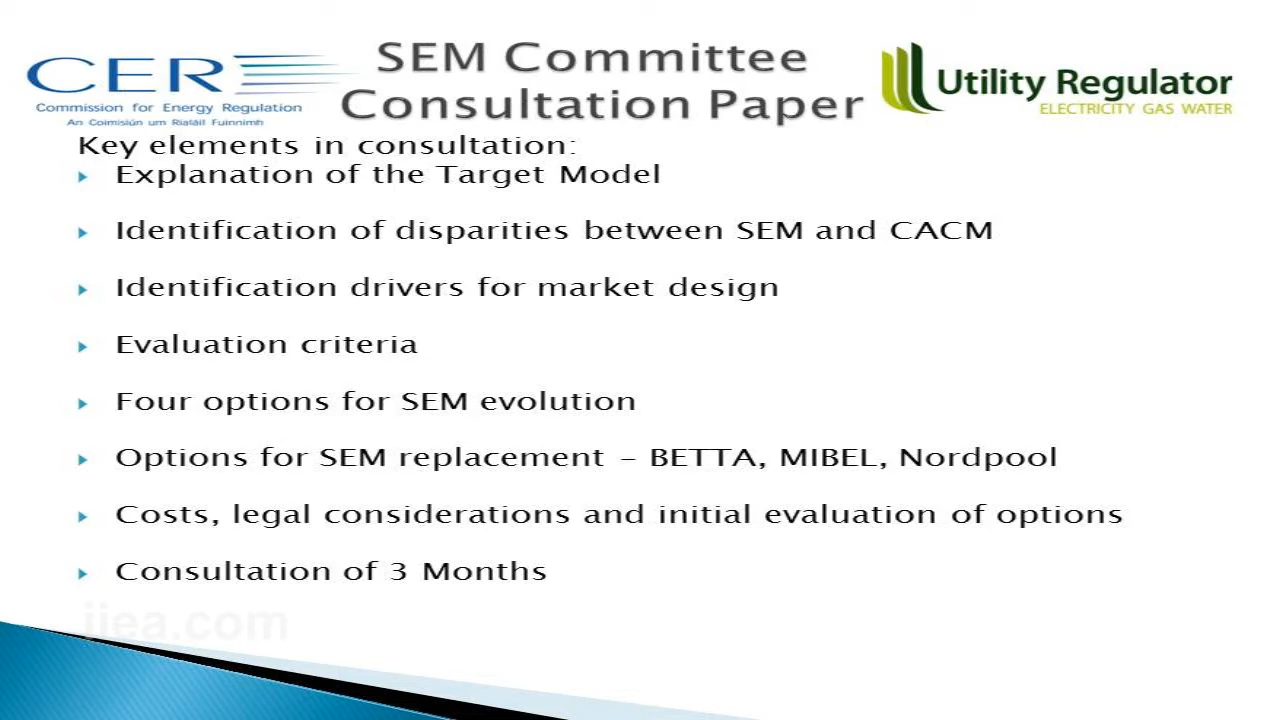 CER
Commission for Energy Regulation
An Coimisiún um Rialáil Fuinnimh
SEM Committee
Consultation Paper
Utility Regulator
ELECTRICITY GAS WATER
Key elements in consultation:
Explanation of the Target Model
Identification of disparities between SEM and CACM
Identification drivers for market design
Evaluation criteria
Four options for SEM evolution
Options for SEM replacement – BETTA, MIBEL, Nordpool
Costs, legal considerations and initial evaluation of options
Consultation of 3 Months
iiea.com